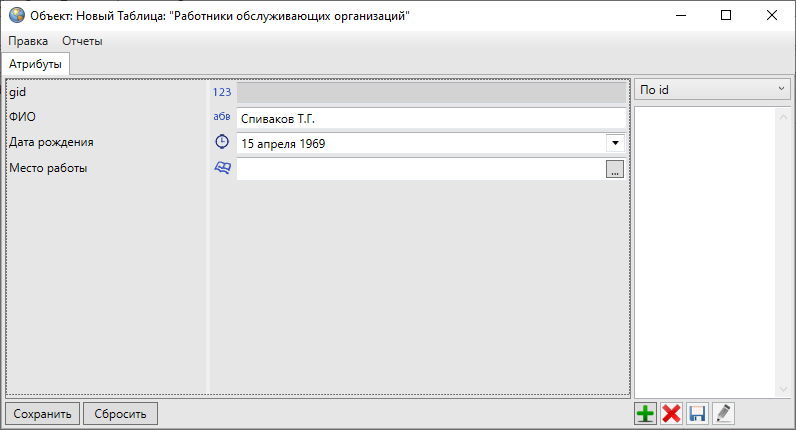 Объект: Новый Таблица: "Работники обслуживающих организаций"
Правка Отчеты
Атрибуты
gid 123
По id
ФИО абв Спиваков Т.Г.
Дата рождения 15 апреля 1969
Место работы ...
Сохранить Сбросить